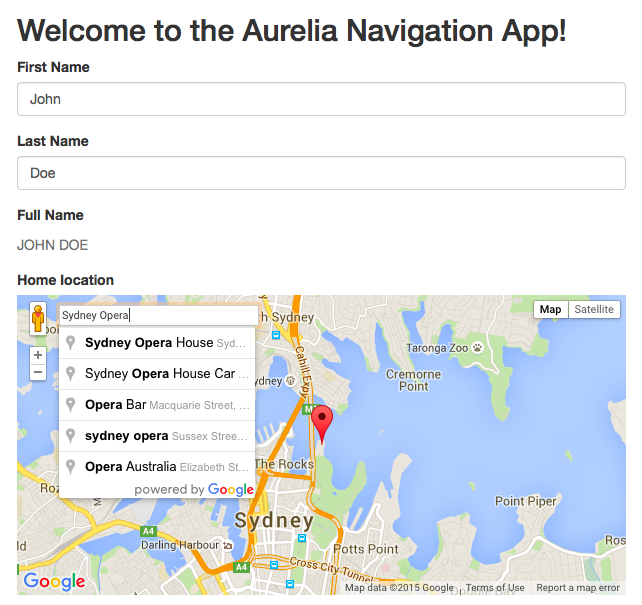 Welcome to the Aurelia Navigation App!
First Name
John
Last Name
Doe
Full Name
JOHN DOE
Home location
Sydney Opera
Map
Satellite
+
−
Sydney Opera House Syd...
Sydney Opera House Car ...
Opera Bar Macquarie Street, ...
sydney opera Sussex Stree...
Opera Australia Elizabeth St...
powered by Google
Sydney
Cahill Expy
Taronga Zoo
Cremorne
Point
The Rocks
Point Piper
Sydney
A4
Darling Harbour
A4
Potts Point
Cross City Tunnel
Google
Map data ©2015 Google
Terms of Use
Report a map error